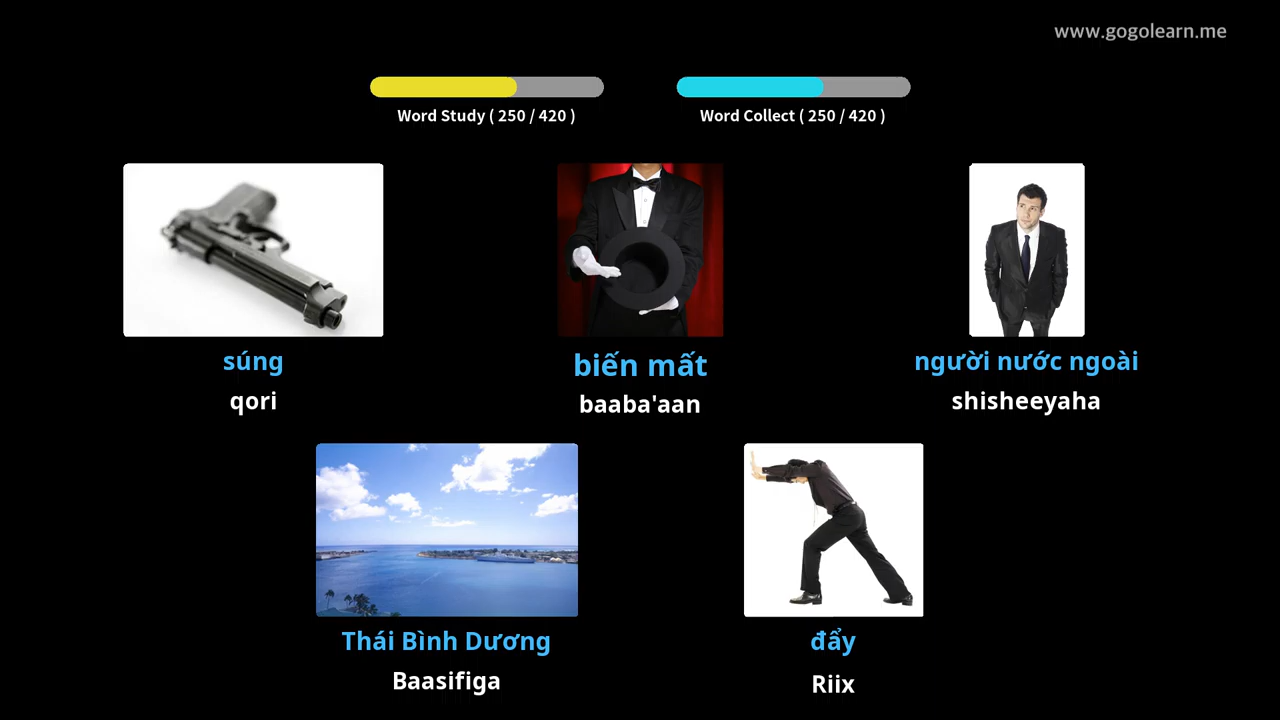 www.gogolearn.me
Word Study ( 250 / 420 )
Word Collect ( 250 / 420 )
súng
qori
biến mất
baaba'aan
người nước ngoài
shisheeyaha
Thái Bình Dương
Baasifiga
đẩy
Riix